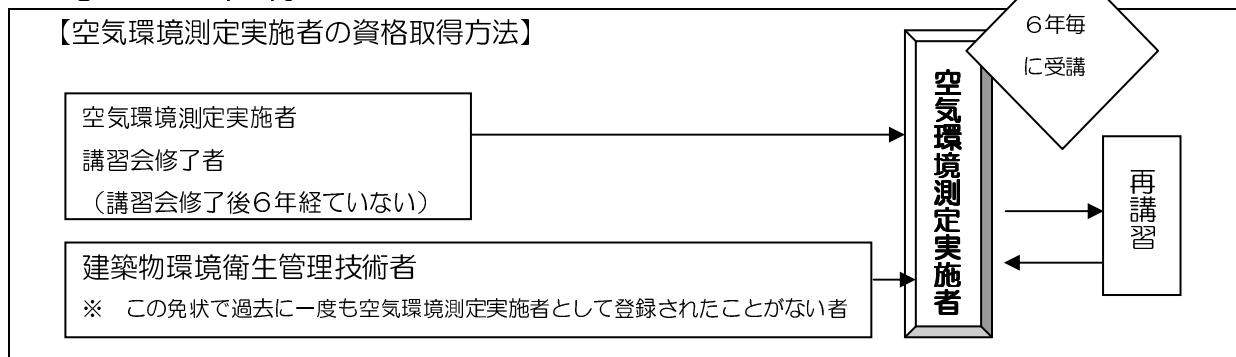 【空気環境測定実施者の資格取得方法】
６年毎
に受講
空気環境測定実施者
講習会修了者
（講習会修了後６年経ていない）
空気環境測定実施者
再講習
建築物環境衛生管理技術者
※　この免状で過去に一度も空気環境測定実施者として登録されたことがない者